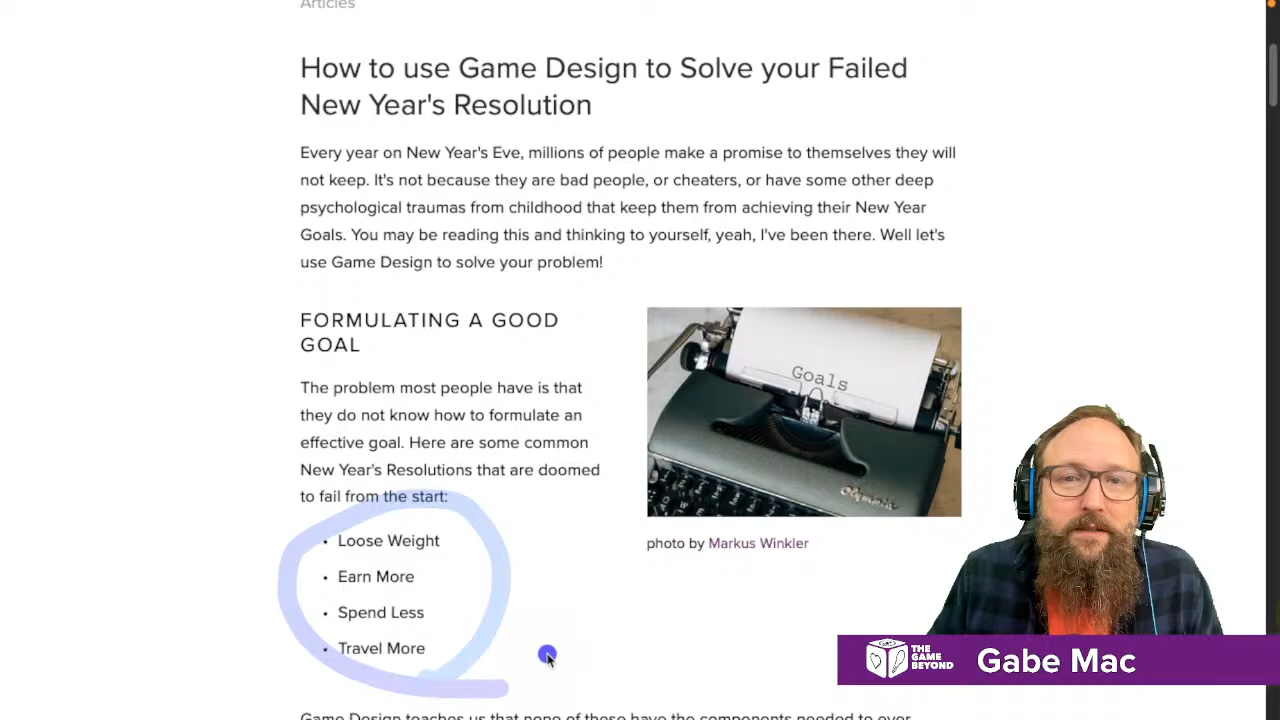 Articles
How to use Game Design to Solve your Failed
New Year's Resolution
Every year on New Year's Eve, millions of people make a promise to themselves they will
not keep. It's not because they are bad people, or cheaters, or have some other deep
psychological traumas from childhood that keep them from achieving their New Year
Goals. You may be reading this and thinking to yourself, yeah, I've been there. Well let's
use Game Design to solve your problem!
FORMULATING A GOOD
GOAL
The problem most people have is that
they do not know how to formulate an
effective goal. Here are some common
New Year's Resolutions that are doomed
to fail from the start:
• Loose Weight
• Earn More
• Spend Less
• Travel More
Goals
Olympia
photo by Markus Winkler
THE
GAME
BEYOND
Gabe Mac
Game Design teaches us that none of these have the components needed to ever